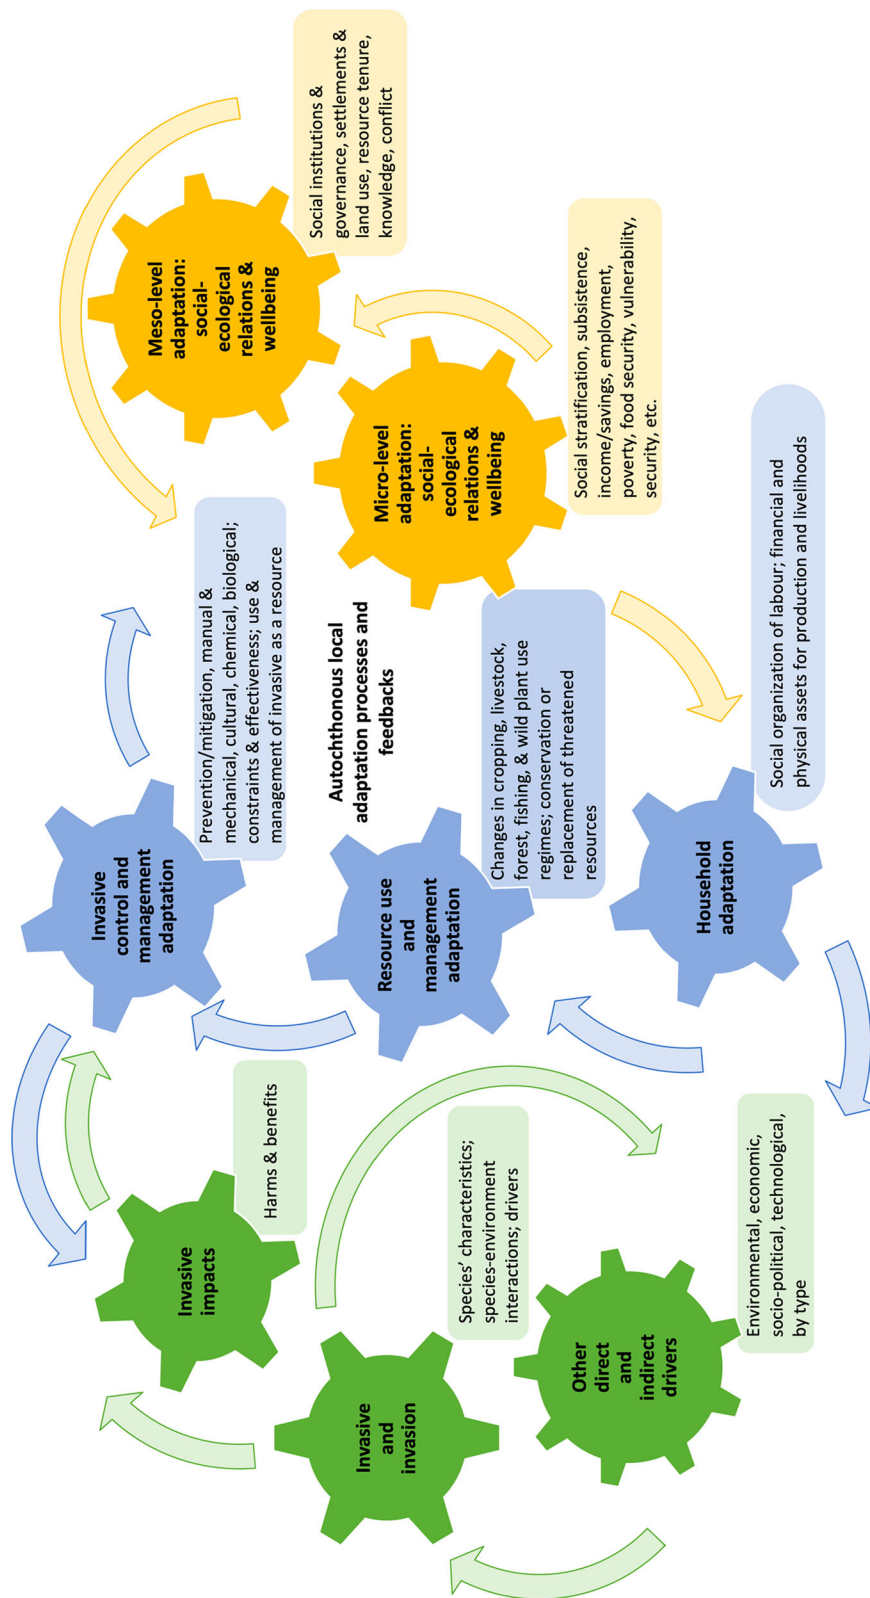 Invasive
impacts
Harms & benefits
Invasive
and
invasion
Species’ characteristics;
species-environment
interactions; drivers
Other
direct
and
indirect
drivers
Environmental, economic,
socio-political, technological,
by type
Invasive
control and
management
adaptation
Prevention/mitigation, manual &
mechanical, cultural, chemical, biological;
constraints & effectiveness; use &
management of invasive as a resource
Autochthonous local
adaptation processes and
feedbacks
Resource use
and
management
adaptation
Changes in cropping, livestock,
forest, fishing, & wild plant use
regimes; conservation or
replacement of threatened
resources
Household
adaptation
Social organization of labour; financial and
physical assets for production and livelihoods
Meso-level
adaptation:
social-
ecological
relations &
wellbeing
Social institutions &
governance, settlements &
land use, resource tenure,
knowledge, conflict
Micro-level
adaptation:
social-
ecological
relations &
wellbeing
Social stratification, subsistence,
income/savings, employment,
poverty, food security, vulnerability,
security, etc.